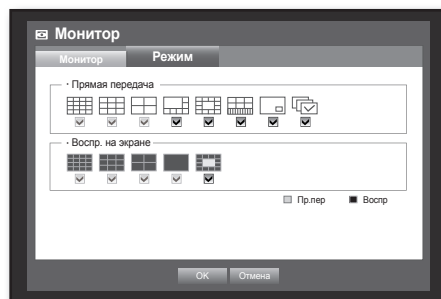 Монитор
Монитор Режим
· Прямая передача
· Воспр. на экране
Пр.пер Воспр
OK Отмена